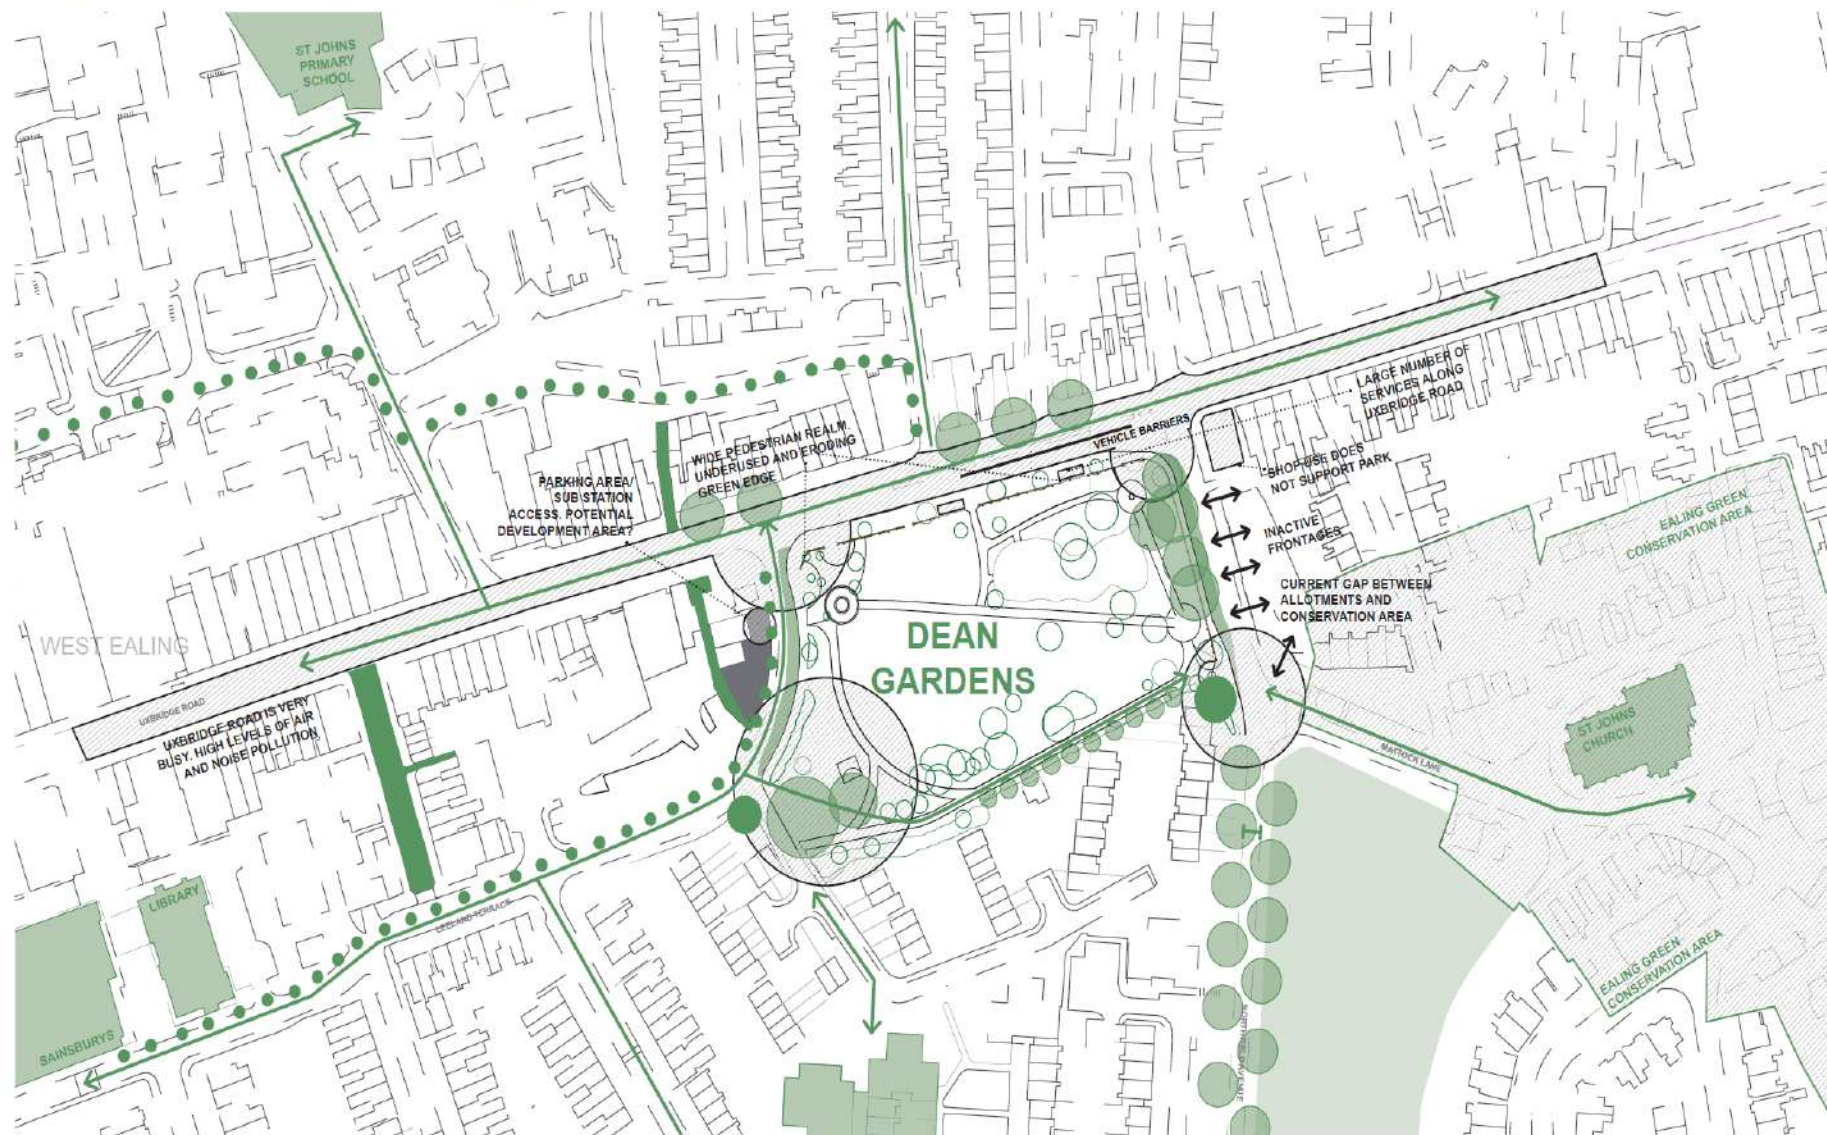 ST JOHNS
PRIMARY
SCHOOL
LARGE NUMBER OF
SERVICES ALONG
UXBRIDGE ROAD
VEHICLE BARRIERS
WIDE PEDESTRIAN REALM.
UNDERUSED AND ERODING
GREEN EDGE
SHOP USE DOES
NOT SUPPORT PARK
PARKING AREA/
SUB STATION
ACCESS. POTENTIAL
DEVELOPMENT AREA?
EALING GREEN
CONSERVATION AREA
INACTIVE
FRONTAGES
CURRENT GAP BETWEEN
ALLOTMENTS AND
CONSERVATION AREA
WEST EALING
DEAN
GARDENS
UXBRIDGE ROAD
UXBRIDGE ROAD IS VERY
BUSY. HIGH LEVELS OF AIR
AND NOISE POLLUTION
ST JOHNS
CHURCH
MATTOCK LANE
LIBRARY
LEELAND TERRACE
EALING GREEN
CONSERVATION AREA
SAINSBURYS